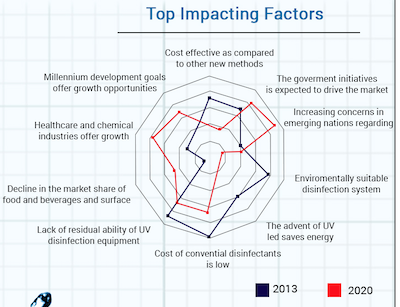 Top Impacting Factors
Cost effective as compared
to other new methods
Millennium development goals
offer growth opportunities
The goverment initiatives
is expected to drive the market
Increasing concerns in
emerging nations regarding
Healthcare and chemical
industries offer growth
Enviromentally suitable
disinfection system
Decline in the market share of
food and beverages and surface
The advent of UV
led saves energy
Lack of residual ability of UV
disinfection equipment
Cost of convential disinfectants
is low
2013
2020